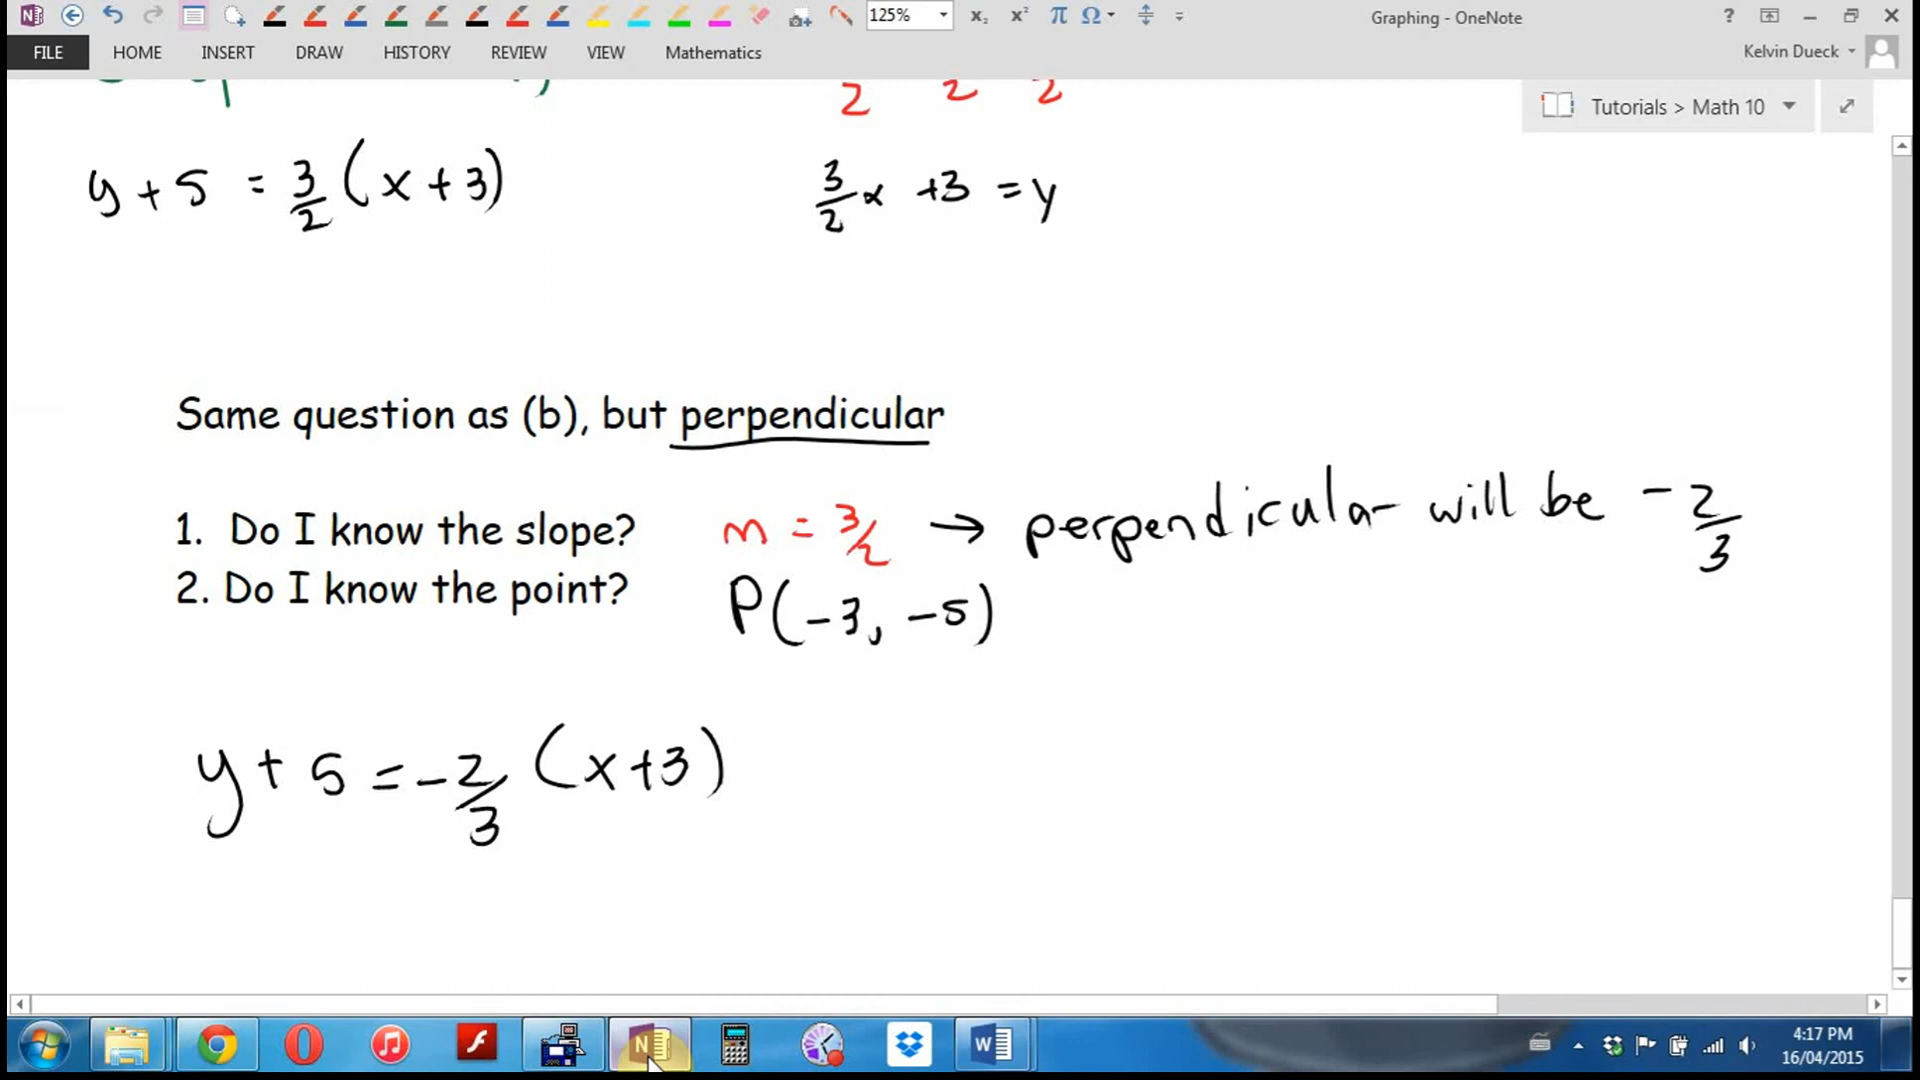 125% x₂ x² π Ω Graphing - OneNote ?
FILE HOME INSERT DRAW HISTORY REVIEW VIEW Mathematics Kelvin Dueck
2 2 2
Tutorials > Math 10
y + 5 = 3/2 (x + 3)
3/2 x + 3 = y
Same question as (b), but perpendicular
1. Do I know the slope? m = 3/2 → perpendicular will be - 2/3
2. Do I know the point? P(-3, -5)
y + 5 = - 2/3 (x + 3)
4:17 PM
16/04/2015